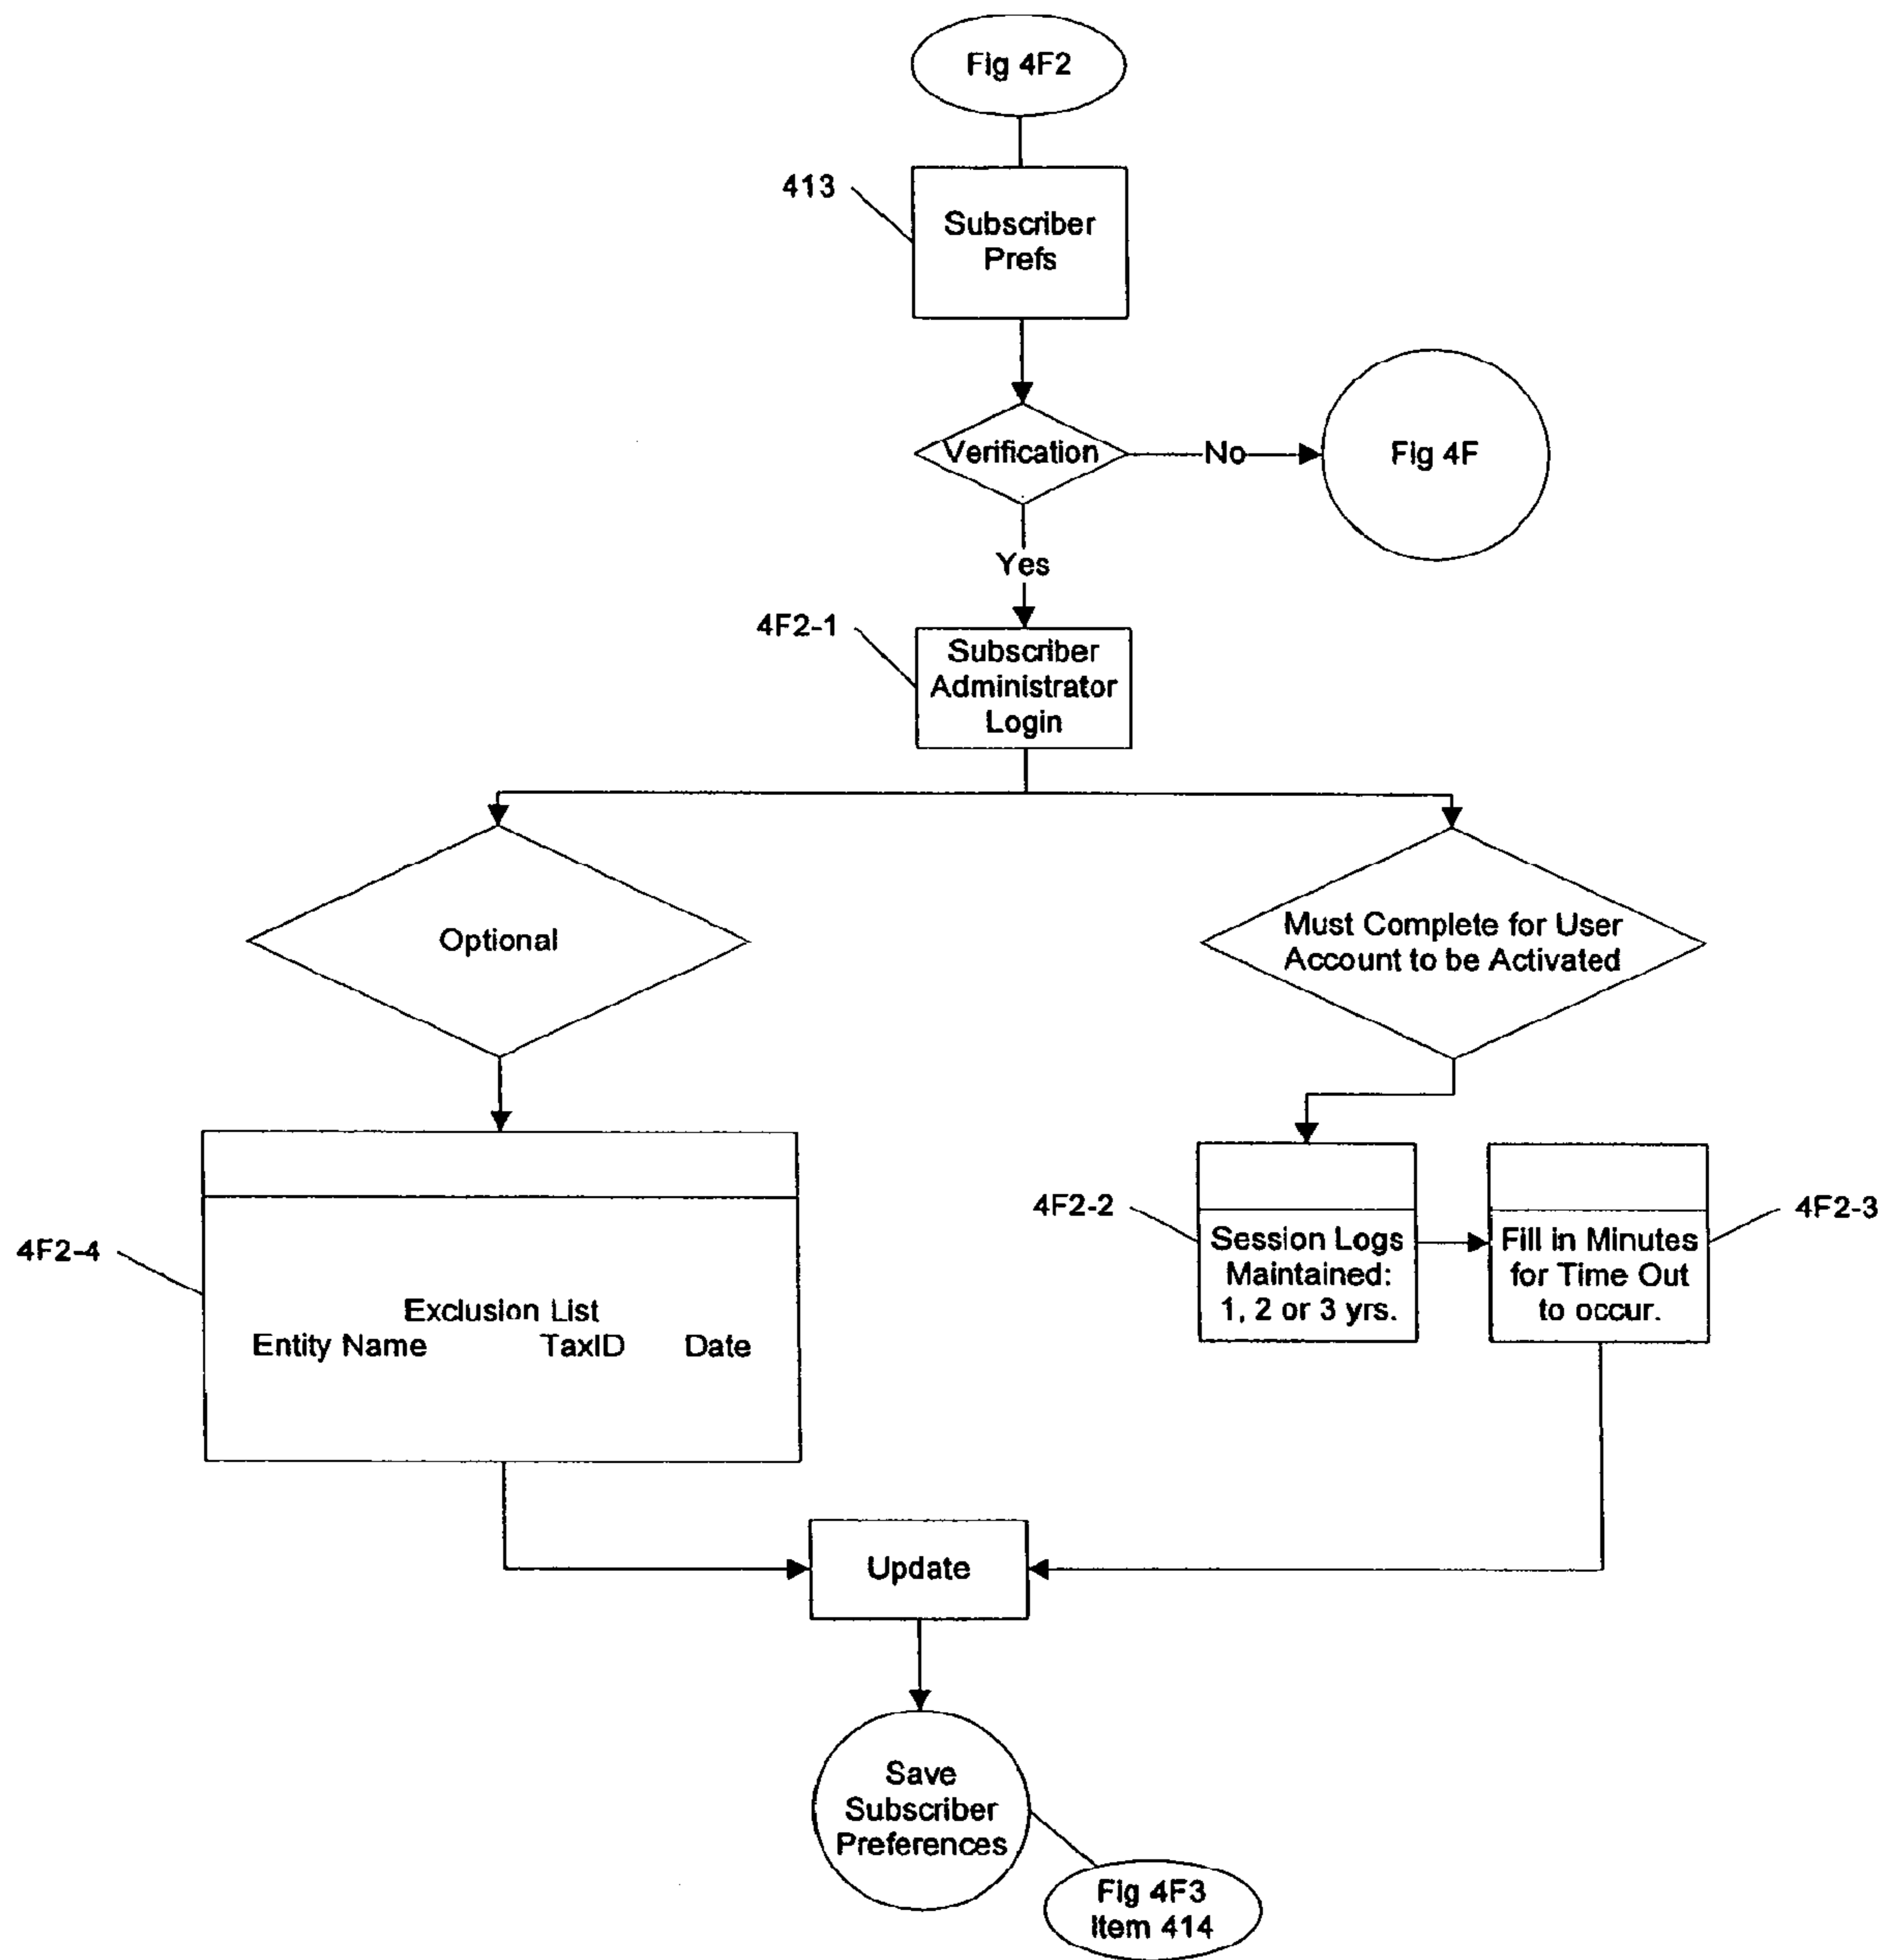 Fig 4F2
413
Subscriber
Prefs
Verification
No
Fig 4F
Yes
4F2-1
Subscriber
Administrator
Login
Optional
Must Complete for User
Account to be Activated
4F2-4
Exclusion List
Entity Name TaxID Date
4F2-2
Session Logs
Maintained:
1, 2 or 3 yrs.
4F2-3
Fill in Minutes
for Time Out
to occur.
Update
Save
Subscriber
Preferences
Fig 4F3
Item 414